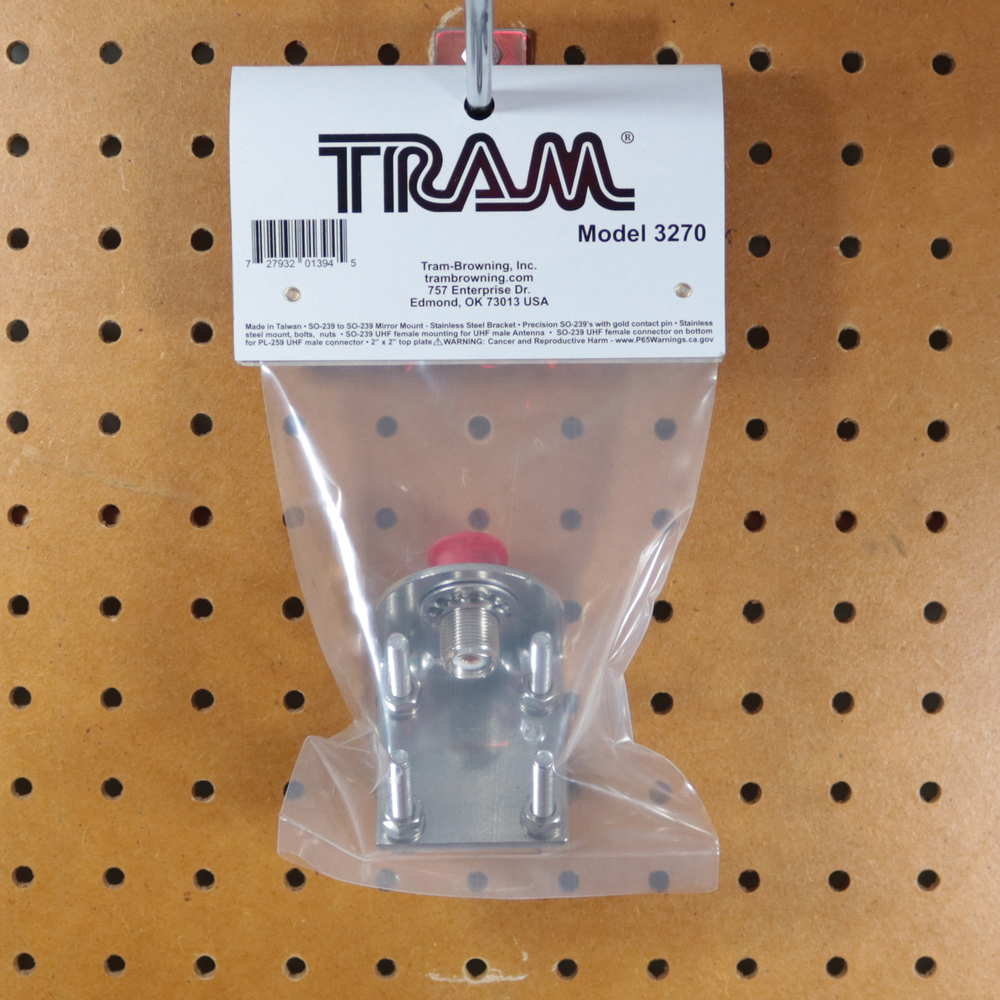 TRAM®
Model 3270
7 27932 01394 5
Tram-Browning, Inc.
trambrowning.com
757 Enterprise Dr.
Edmond, OK 73013 USA
Made in Taiwan • SO-239 to SO-239 Mirror Mount - Stainless Steel Bracket • Precision SO-239's with gold contact pin • Stainless
steel mount, bolts, nuts • SO-239 UHF female mounting for UHF male Antenna • SO-239 UHF female connector on bottom
for PL-259 UHF male connector • 2" x 2" top plate ⚠WARNING: Cancer and Reproductive Harm - www.P65Warnings.ca.gov